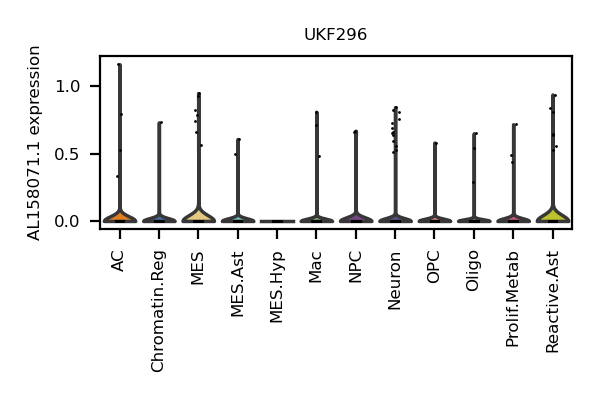 UKF296
AL158071.1 expression
1.0
0.5
0.0
AC
Chromatin.Reg
MES
MES.Ast
MES.Hyp
Mac
NPC
Neuron
OPC
Oligo
Prolif.Metab
Reactive.Ast